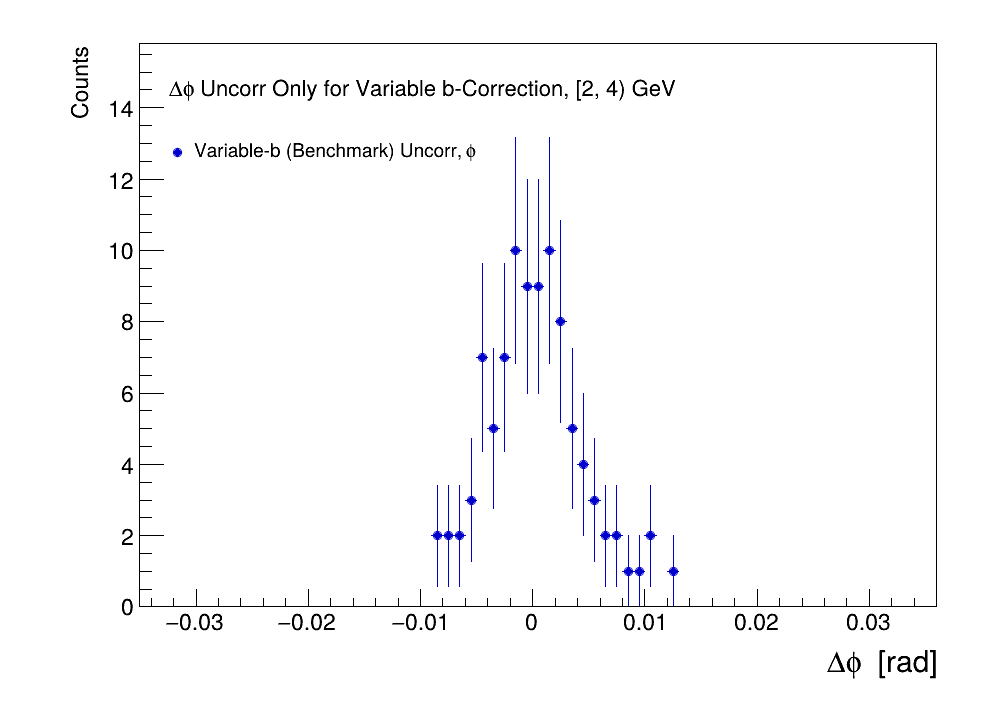 Counts
Δϕ Uncorr Only for Variable b-Correction, [2, 4) GeV
Variable-b (Benchmark) Uncorr, ϕ
14
12
10
8
6
4
2
0
−0.03 −0.02 −0.01 0 0.01 0.02 0.03
Δϕ [rad]